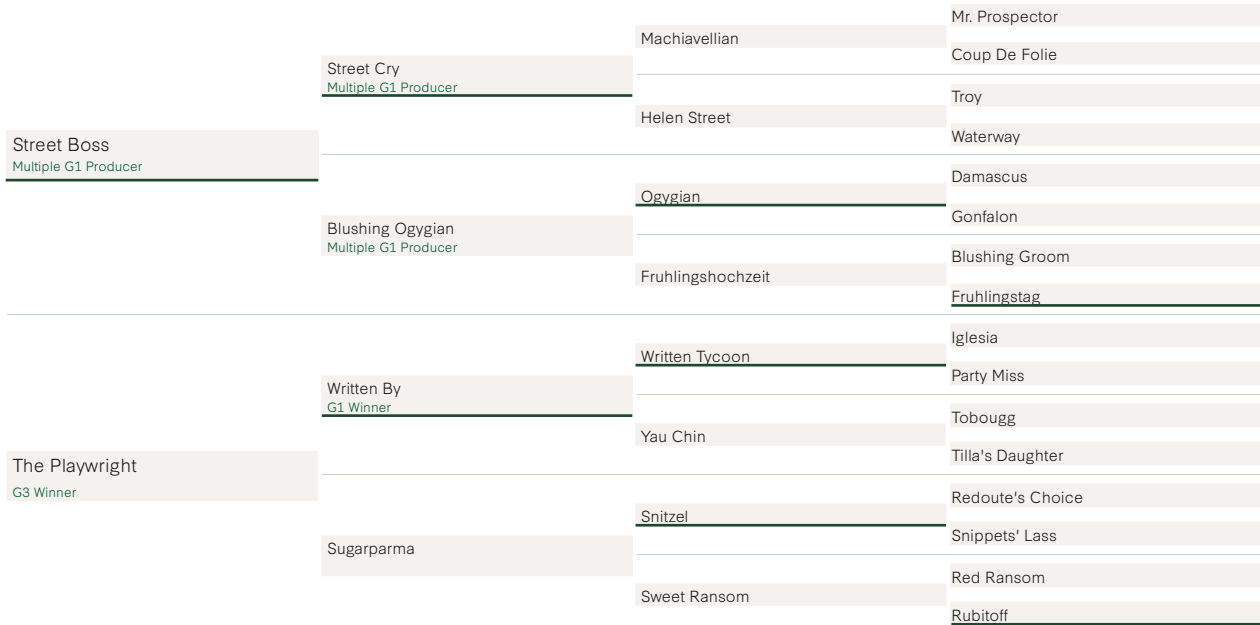 Street Boss
Multiple G1 Producer
The Playwright
G3 Winner
Street Cry
Multiple G1 Producer
Blushing Ogygian
Multiple G1 Producer
Written By
G1 Winner
Sugarparma
Machiavellian
Helen Street
Ogygian
Fruhlingshochzeit
Written Tycoon
Yau Chin
Snitzel
Sweet Ransom
Mr. Prospector
Coup De Folie
Troy
Waterway
Damascus
Gonfalon
Blushing Groom
Fruhlingstag
Iglesia
Party Miss
Tobougg
Tilla's Daughter
Redoute's Choice
Snippets' Lass
Red Ransom
Rubitoff